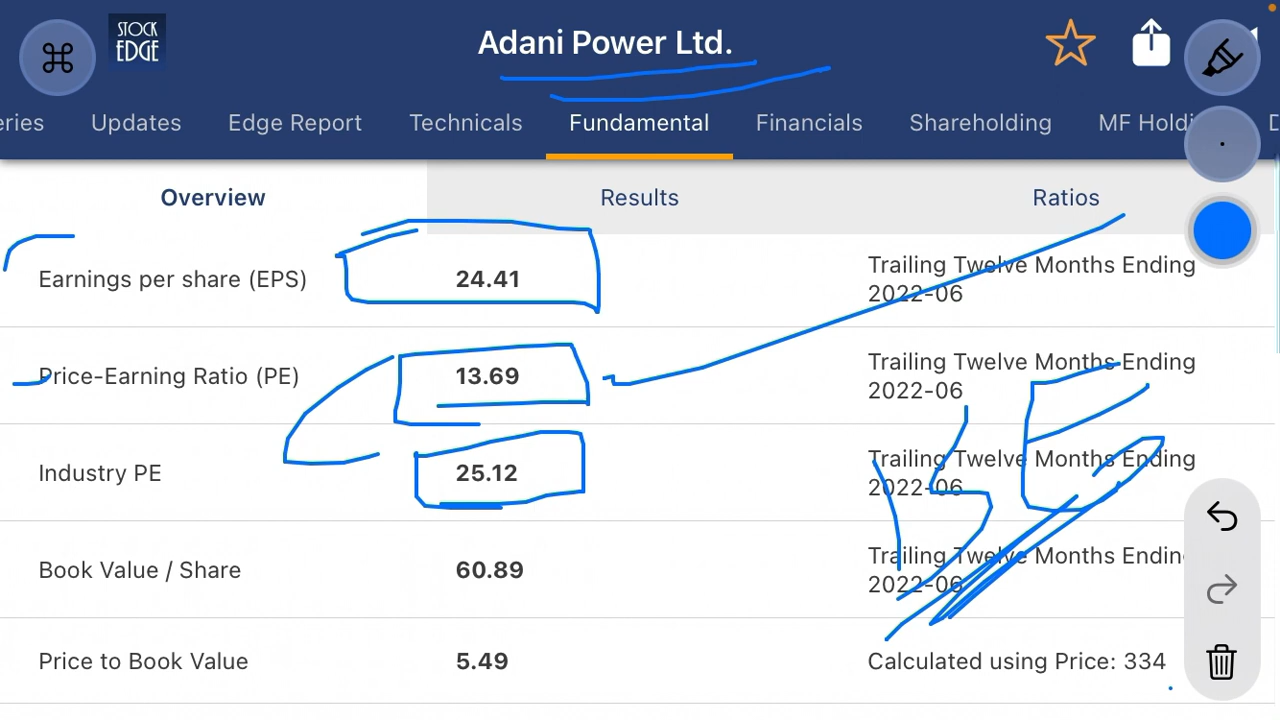 STOCK
EDGE
Adani Power Ltd.
eries Updates Edge Report Technicals Fundamental Financials Shareholding MF Holdi D
Overview Results Ratios
Earnings per share (EPS) 24.41 Trailing Twelve Months Ending
2022-06
Price-Earning Ratio (PE) 13.69 Trailing Twelve Months Ending
2022-06
Industry PE 25.12 Trailing Twelve Months Ending
2022-06
Book Value / Share 60.89 Trailing Twelve Months Ending
2022-06
Price to Book Value 5.49 Calculated using Price: 334